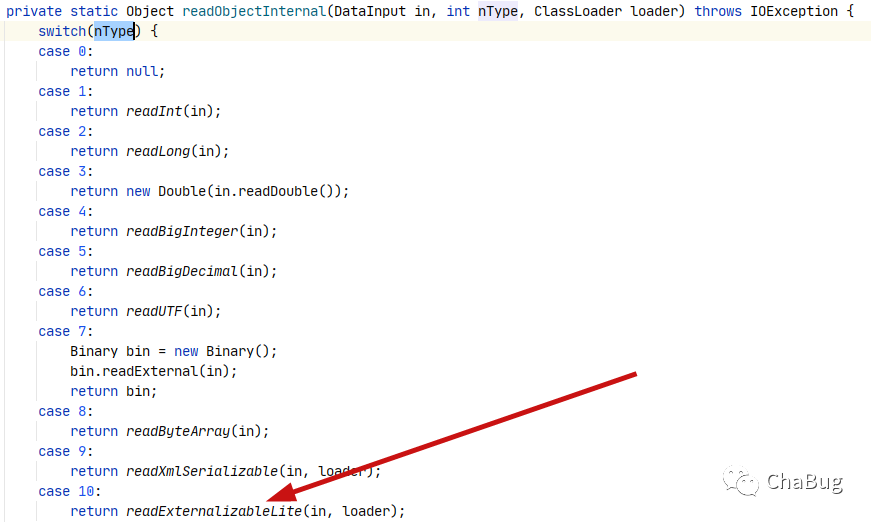 private static Object readObjectInternal(DataInput in, int nType, ClassLoader loader) throws IOException {
switch(nType) {
case 0:
return null;
case 1:
return readInt(in);
case 2:
return readLong(in);
case 3:
return new Double(in.readDouble());
case 4:
return readBigInteger(in);
case 5:
return readBigDecimal(in);
case 6:
return readUTF(in);
case 7:
Binary bin = new Binary();
bin.readExternal(in);
return bin;
case 8:
return readByteArray(in);
case 9:
return readXmlSerializable(in, loader);
case 10:
return readExternalizableLite(in, loader);
ChaBug